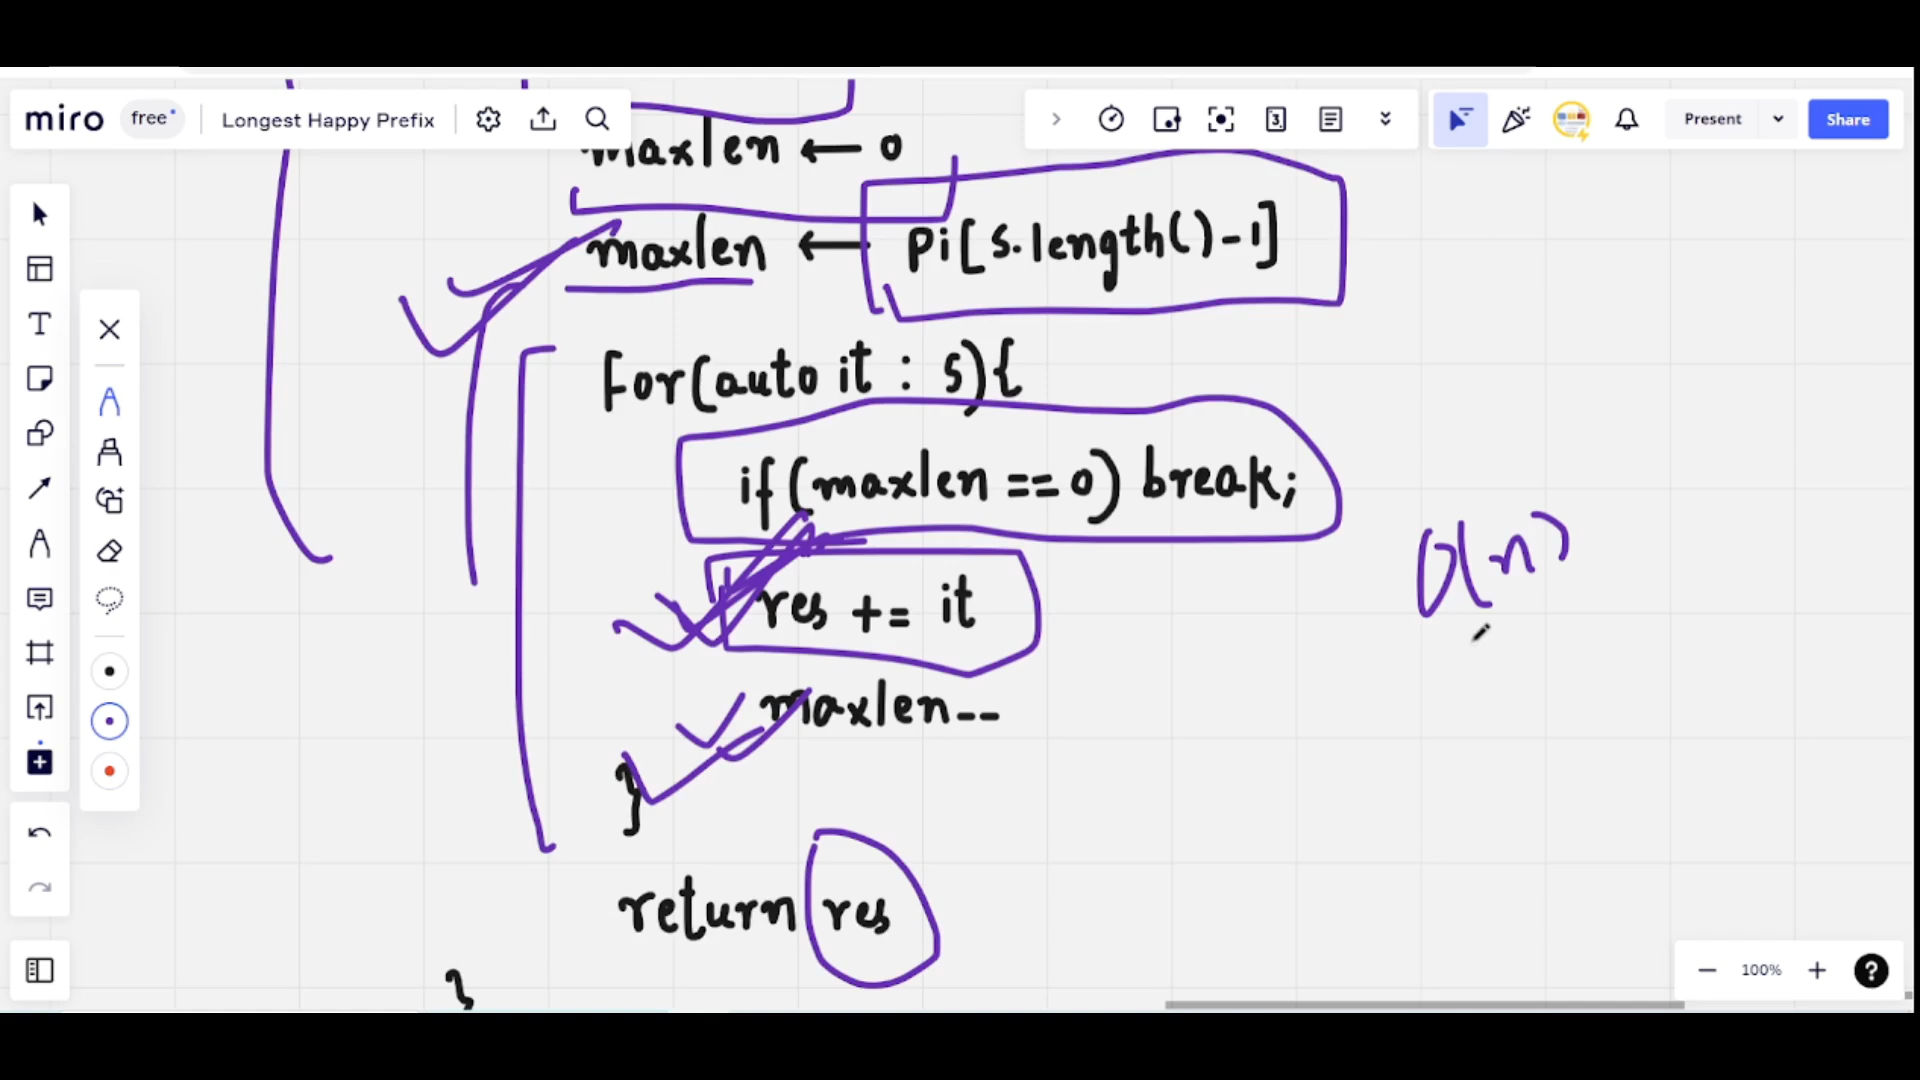 miro free Longest Happy Prefix 3 Present Share
maxlen ← 0
maxlen ← pi[s.length()-1]
for(auto it : s){
if(maxlen == 0) break;
res += it
O(n)
maxlen--
}
return res
}
100% ?